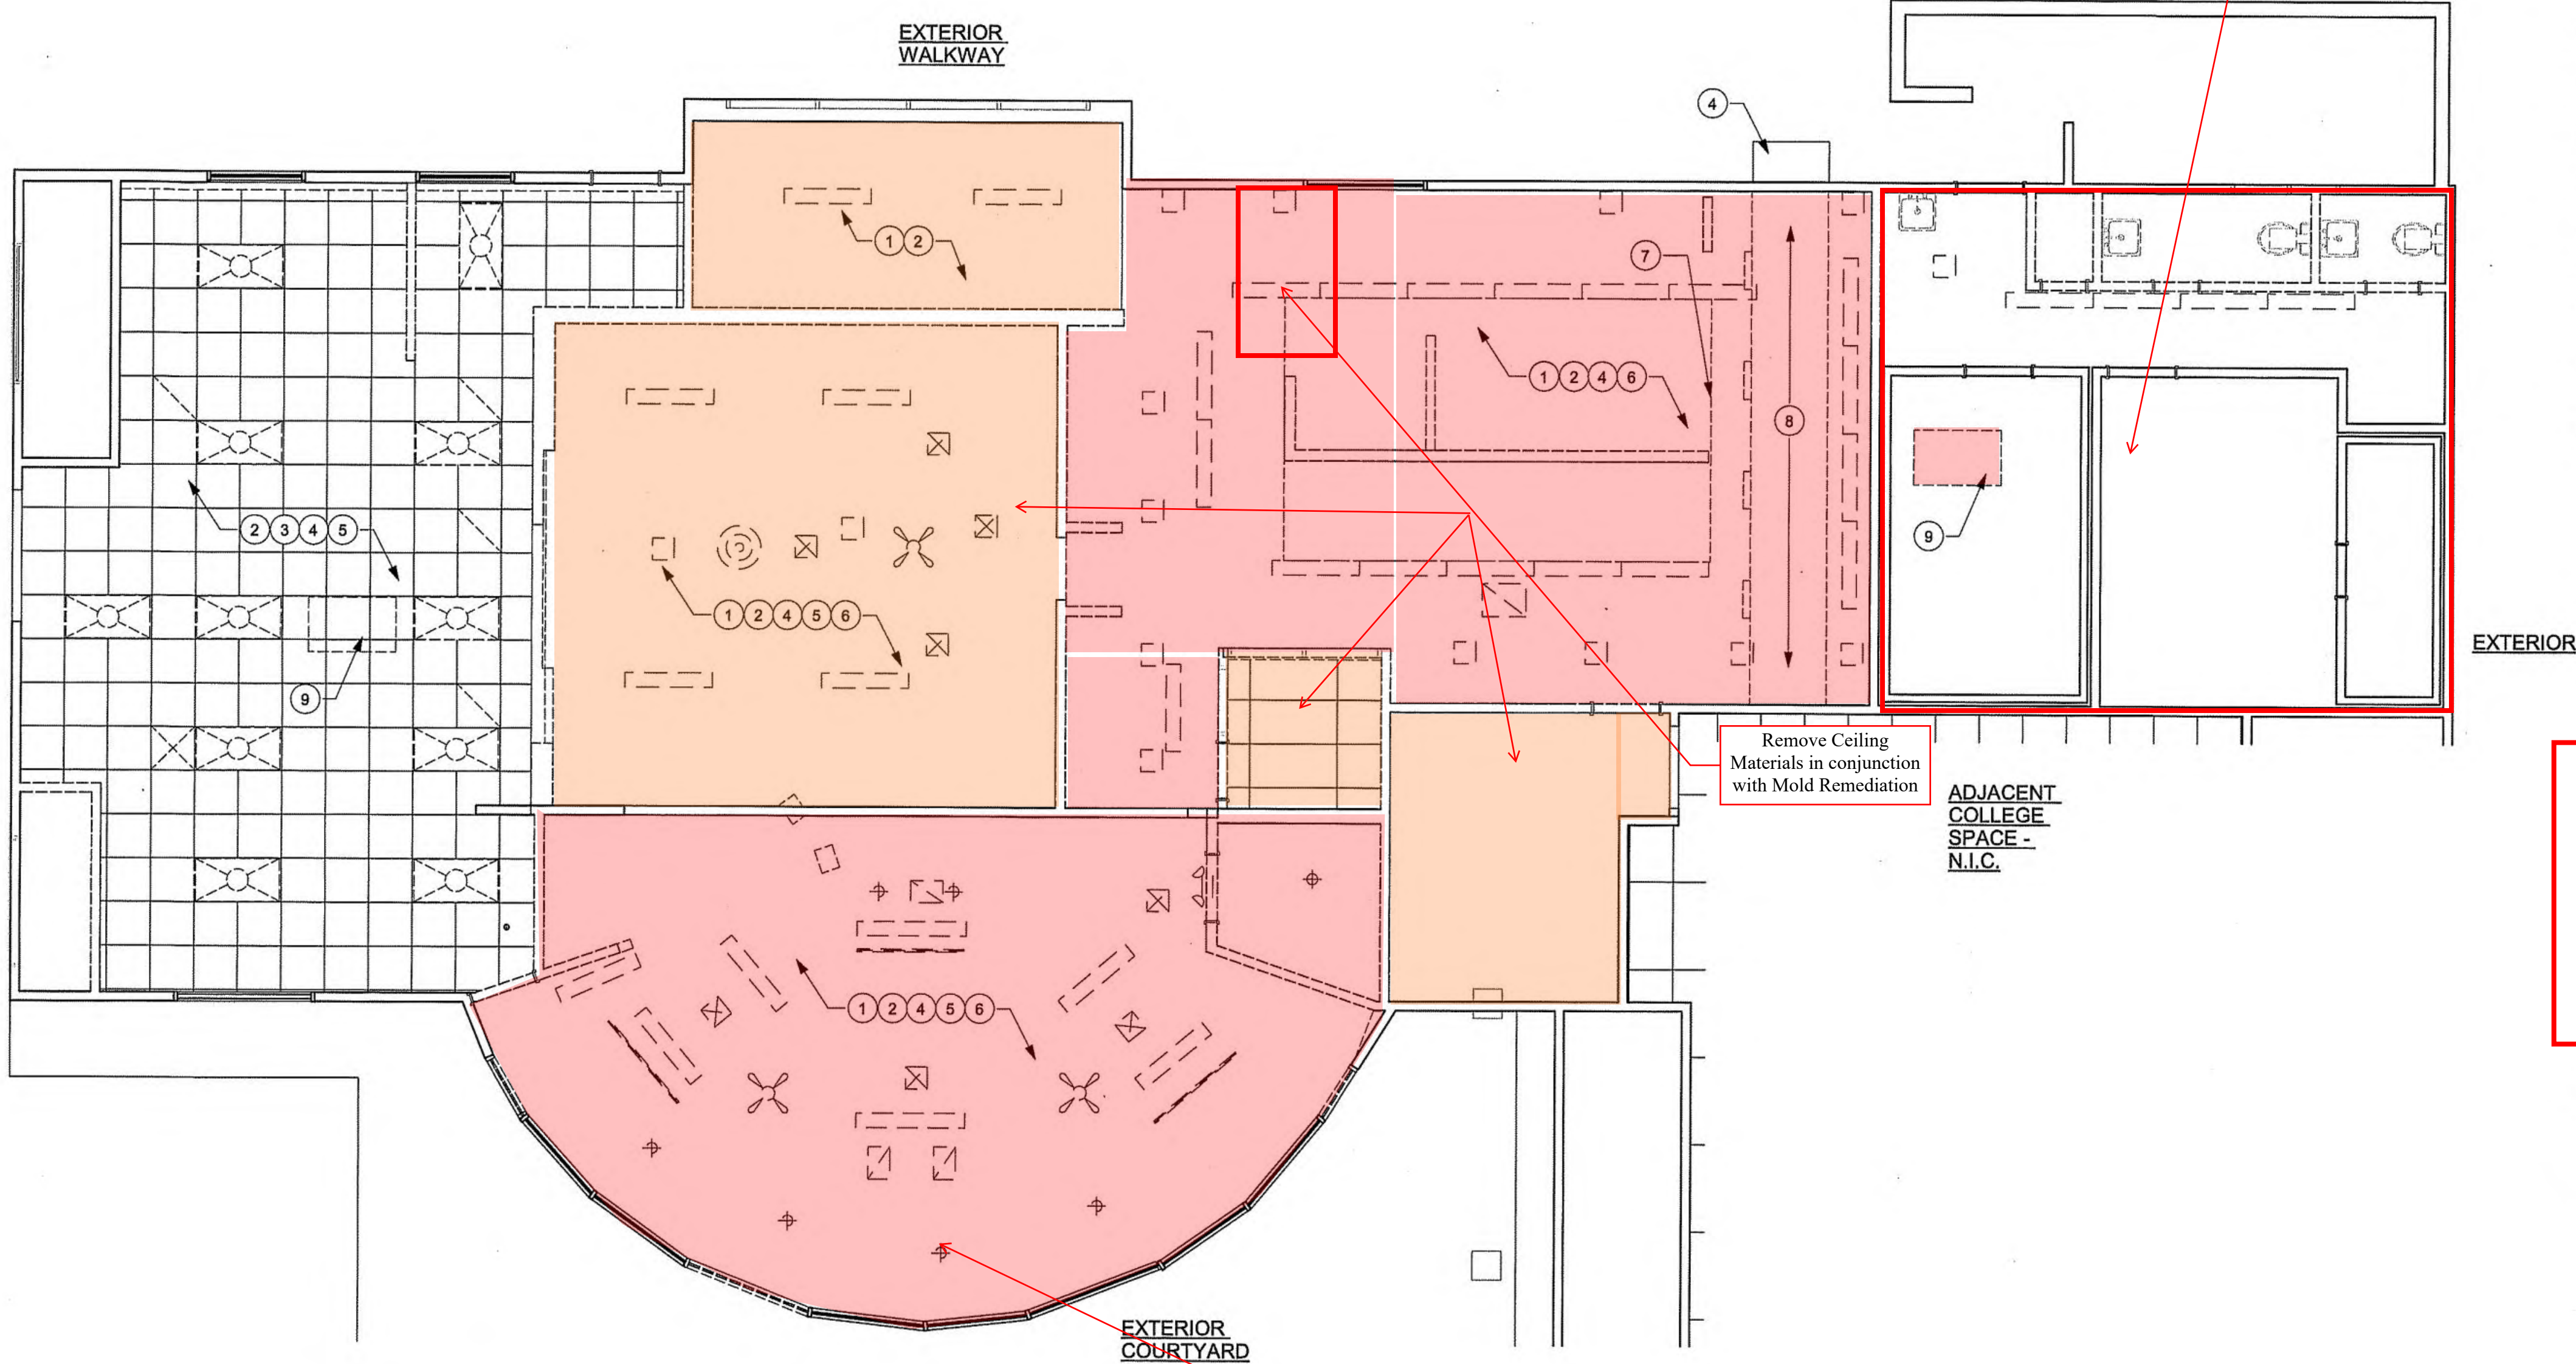 EXTERIOR
WALKWAY
4
1 2
7
1 2 4 6
8
9
2 3 4 5
1 2 4 5 6
9
EXTERIOR
Remove Ceiling
Materials in conjunction
with Mold Remediation
ADJACENT
COLLEGE
SPACE -
N.I.C.
1 2 4 5 6
EXTERIOR
COURTYARD